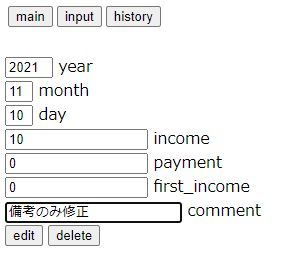 main input history
2021 year
11 month
10 day
10 income
0 payment
0 first_income
備考のみ修正 comment
edit delete